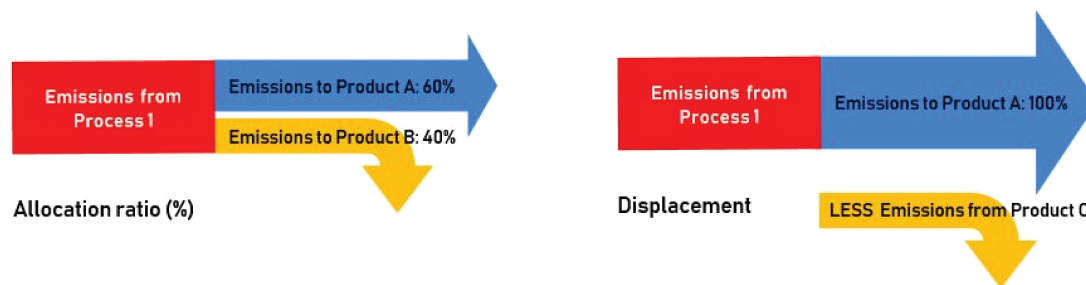 Emissions from
Process 1
Emissions to Product A: 60%
Emissions to Product B: 40%
Allocation ratio (%)
Emissions from
Process 1
Emissions to Product A: 100%
Displacement
LESS Emissions from Product C